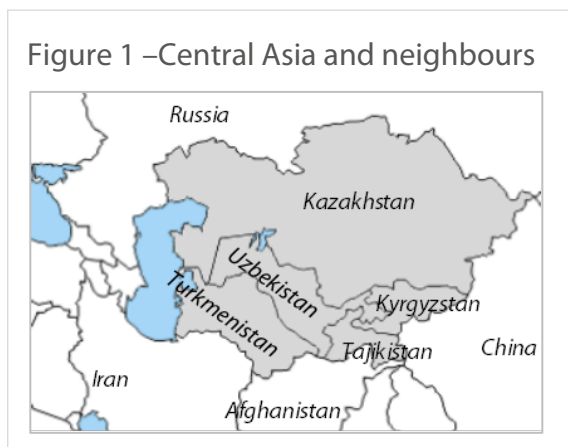 Figure 1 –Central Asia and neighbours
Russia
Kazakhstan
Uzbekistan
Turkmenistan
Kyrgyzstan
Tajikistan
China
Iran
Afghanistan